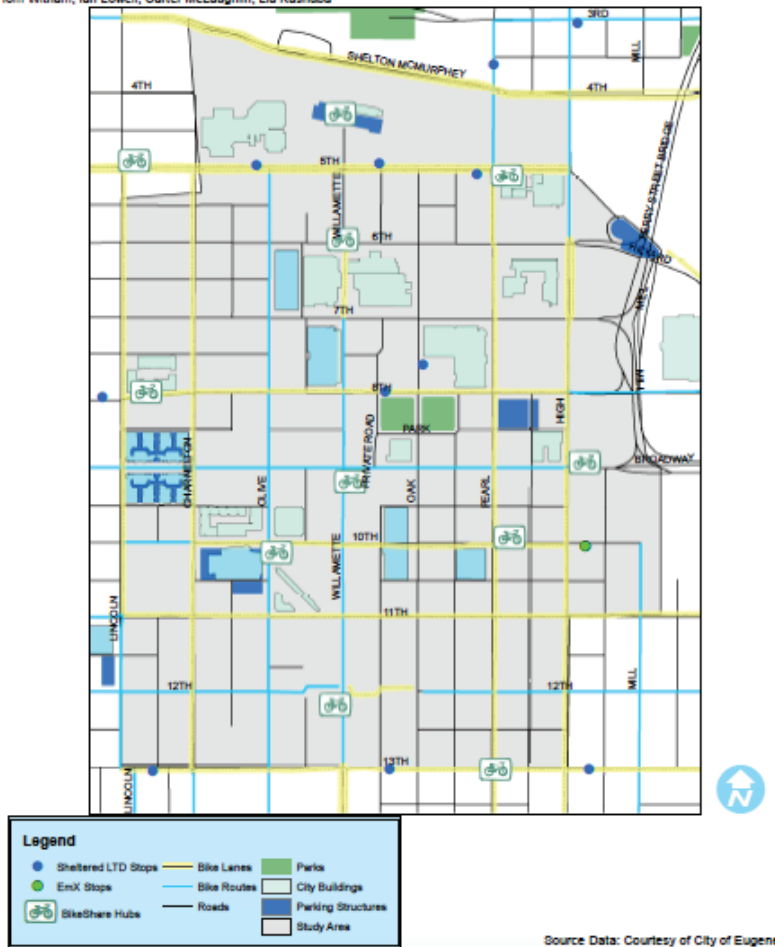 3RD
MILL
SHELTON MCMURPHEY
4TH
4TH
FERRY STREET BRIDGE
5TH
WILLAMETTE
6TH
7TH
MILL
HIGH
8TH
PARK
PRIVATE ROAD
CHARNELTON
OLIVE
OAK
PEARL
BROADWAY
10TH
WILLAMETTE
LINCOLN
11TH
12TH
12TH
MILL
13TH
LINCOLN
N
Legend
Sheltered LTD Stops
Bike Lanes
Parks
EmX Stops
Bike Routes
City Buildings
BikeShare Hubs
Roads
Parking Structures
Study Area
Source Data: Courtesy of City of Eugene